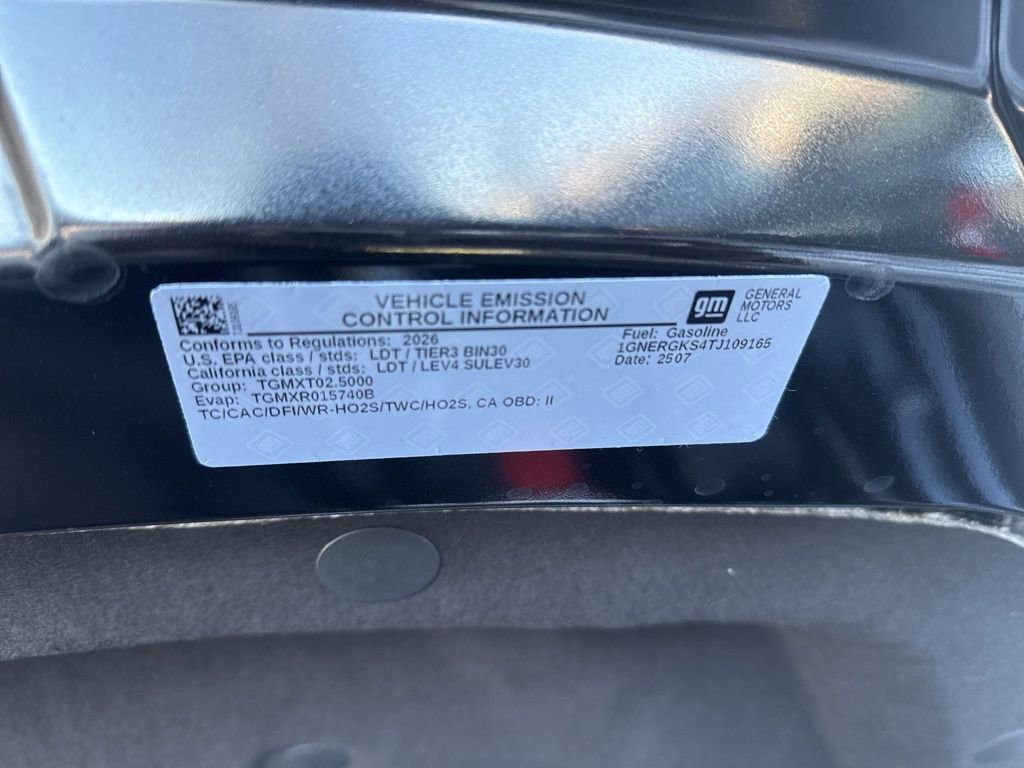 VEHICLE EMISSION
CONTROL INFORMATION
gm
GENERAL
MOTORS
LLC
Conforms to Regulations: 2026
U.S. EPA class / stds: LDT / TIER3 BIN30
California class / stds: LDT / LEV4 SULEV30
Group: TGMXT02.5000
Evap: TGMXR015740B
TC/CAC/DFI/WR-HO2S/TWC/HO2S, CA OBD: II
Fuel: Gasoline
1GNERGKS4TJ109165
Date: 2507